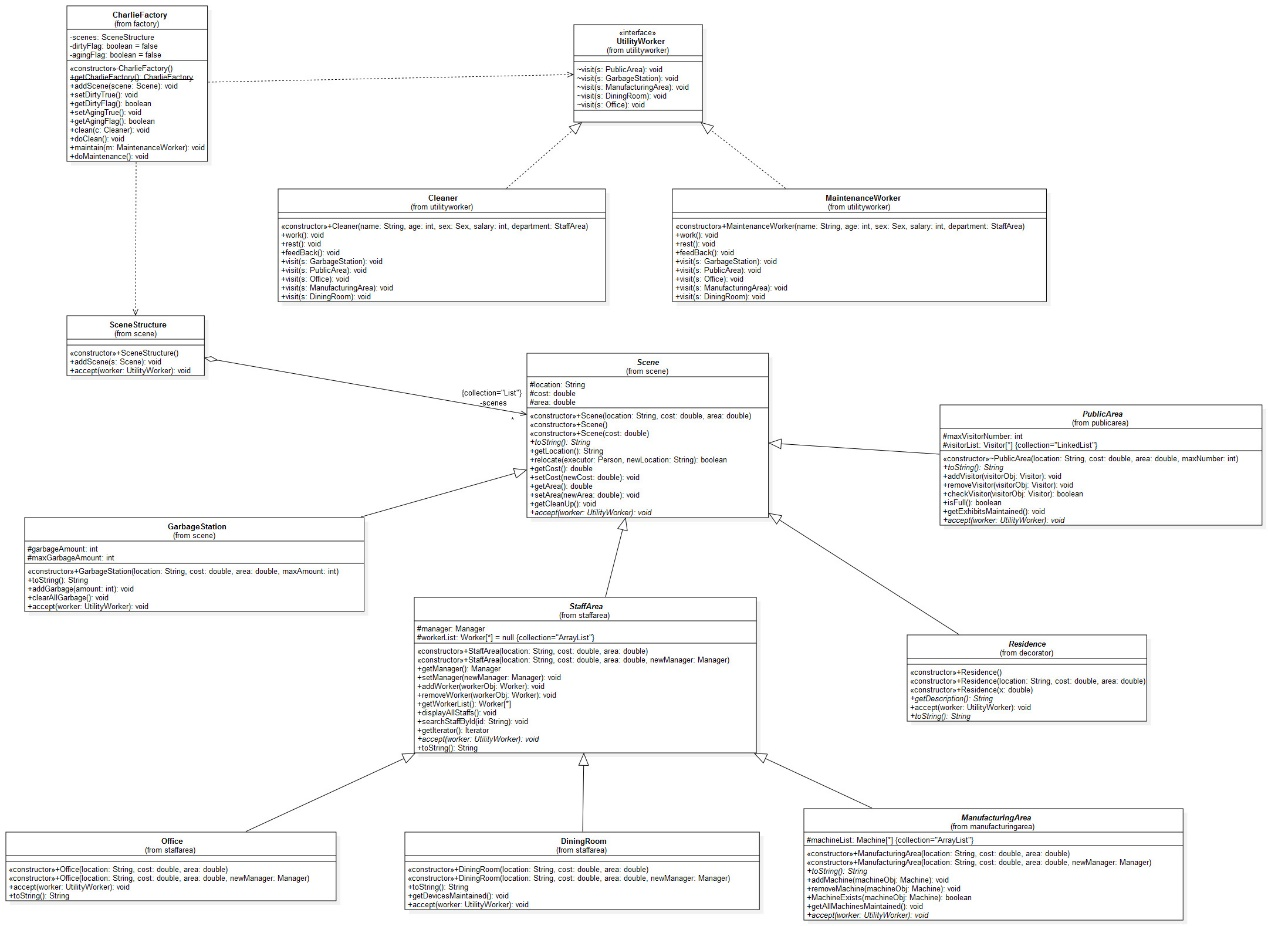 CharlieFactory
(from factory)
-scenes: SceneStructure
-dirtyFlag: boolean = false
-agingFlag: boolean = false
«constructor»-CharlieFactory()
+getCharlieFactory(): CharlieFactory
+addScene(scene: Scene): void
+setDirtyTrue(): void
+getDirtyFlag(): boolean
+setAgingTrue(): void
+getAgingFlag(): boolean
+clean(c: Cleaner): void
+doClean(): void
+maintain(m: MaintenanceWorker): void
+doMaintenance(): void
«interface»
UtilityWorker
(from utilityworker)
~visit(s: PublicArea): void
~visit(s: GarbageStation): void
~visit(s: ManufacturingArea): void
~visit(s: DiningRoom): void
~visit(s: Office): void
Cleaner
(from utilityworker)
«constructor»+Cleaner(name: String, age: int, sex: Sex, salary: int, department: StaffArea)
+work(): void
+rest(): void
+feedBack(): void
+visit(s: GarbageStation): void
+visit(s: PublicArea): void
+visit(s: Office): void
+visit(s: ManufacturingArea): void
+visit(s: DiningRoom): void
MaintenanceWorker
(from utilityworker)
«constructor»+MaintenanceWorker(name: String, age: int, sex: Sex, salary: int, department: StaffArea)
+work(): void
+rest(): void
+feedBack(): void
+visit(s: GarbageStation): void
+visit(s: PublicArea): void
+visit(s: Office): void
+visit(s: ManufacturingArea): void
+visit(s: DiningRoom): void
SceneStructure
(from scene)
«constructor»+SceneStructure()
+addScene(s: Scene): void
+accept(worker: UtilityWorker): void
{collection="List"}
-scenes
*
Scene
(from scene)
#location: String
#cost: double
#area: double
«constructor»+Scene(location: String, cost: double, area: double)
«constructor»+Scene()
«constructor»+Scene(cost: double)
+toString(): String
+getLocation(): String
+relocate(executor: Person, newLocation: String): boolean
+getCost(): double
+setCost(newCost: double): void
+getArea(): double
+setArea(newArea: double): void
+getCleanUp(): void
+accept(worker: UtilityWorker): void
PublicArea
(from publicarea)
#maxVisitorNumber: int
#visitorList: Visitor[*] {collection="LinkedList"}
«constructor»~PublicArea(location: String, cost: double, area: double, maxNumber: int)
+toString(): String
+addVisitor(visitorObj: Visitor): void
+removeVisitor(visitorObj: Visitor): void
+checkVisitor(visitorObj: Visitor): boolean
+isFull(): boolean
+getExhibitsMaintained(): void
+accept(worker: UtilityWorker): void
GarbageStation
(from scene)
#garbageAmount: int
#maxGarbageAmount: int
«constructor»+GarbageStation(location: String, cost: double, area: double, maxAmount: int)
+toString(): String
+addGarbage(amount: int): void
+clearAllGarbage(): void
+accept(worker: UtilityWorker): void
StaffArea
(from staffarea)
#manager: Manager
#workerList: Worker[*] = null {collection="ArrayList"}
«constructor»+StaffArea(location: String, cost: double, area: double)
«constructor»+StaffArea(location: String, cost: double, area: double, newManager: Manager)
+getManager(): Manager
+setManager(newManager: Manager): void
+addWorker(workerObj: Worker): void
+removeWorker(workerObj: Worker): void
+getWorkerList(): Worker[*]
+displayAllStaffs(): void
+searchStaffById(id: String): void
+getIterator(): Iterator
+accept(worker: UtilityWorker): void
+toString(): String
Residence
(from decorator)
«constructor»+Residence()
«constructor»+Residence(location: String, cost: double, area: double)
«constructor»+Residence(x: double)
+getDescription(): String
+accept(worker: UtilityWorker): void
+toString(): String
Office
(from staffarea)
«constructor»+Office(location: String, cost: double, area: double)
«constructor»+Office(location: String, cost: double, area: double, newManager: Manager)
+accept(worker: UtilityWorker): void
+toString(): String
DiningRoom
(from staffarea)
«constructor»+DiningRoom(location: String, cost: double, area: double)
«constructor»+DiningRoom(location: String, cost: double, area: double, newManager: Manager)
+toString(): String
+getDevicesMaintained(): void
+accept(worker: UtilityWorker): void
ManufacturingArea
(from manufacturingarea)
#machineList: Machine[*] {collection="ArrayList"}
«constructor»+ManufacturingArea(location: String, cost: double, area: double)
«constructor»+ManufacturingArea(location: String, cost: double, area: double, newManager: Manager)
+toString(): String
+addMachine(machineObj: Machine): void
+removeMachine(machineObj: Machine): void
+MachineExists(machineObj: Machine): boolean
+getAllMachinesMaintained(): void
+accept(worker: UtilityWorker): void